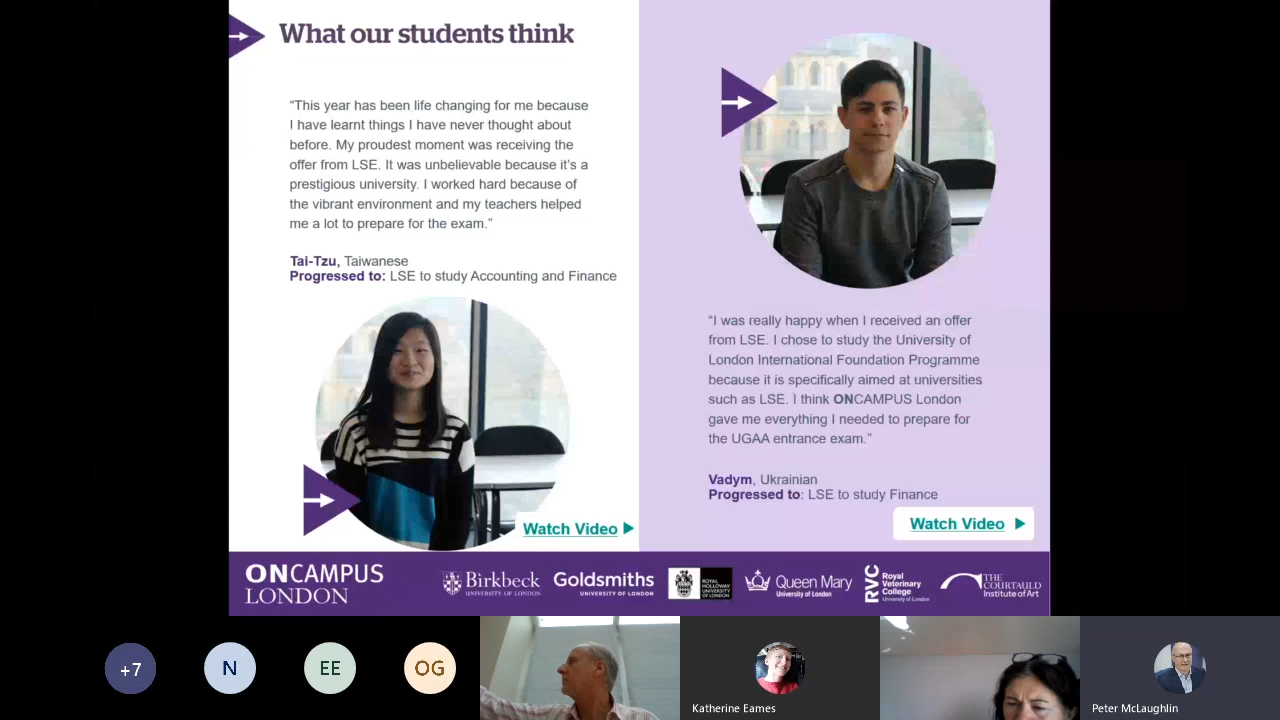 What our students think
“This year has been life changing for me because
I have learnt things I have never thought about
before. My proudest moment was receiving the
offer from LSE. It was unbelievable because it’s a
prestigious university. I worked hard because of
the vibrant environment and my teachers helped
me a lot to prepare for the exam.”
Tai-Tzu, Taiwanese
Progressed to: LSE to study Accounting and Finance
Watch Video
“I was really happy when I received an offer
from LSE. I chose to study the University of
London International Foundation Programme
because it is specifically aimed at universities
such as LSE. I think ONCAMPUS London
gave me everything I needed to prepare for
the UGAA entrance exam.”
Vadym, Ukrainian
Progressed to: LSE to study Finance
Watch Video
ONCAMPUS
LONDON
Birkbeck
UNIVERSITY OF LONDON
Goldsmiths
UNIVERSITY OF LONDON
ROYAL
HOLLOWAY
UNIVERSITY
OF LONDON
Queen Mary
University of London
RVC
Royal
Veterinary
College
University of London
THE
COURTAULD
Institute of Art
+7
N
EE
OG
Katherine Eames
Peter McLaughlin